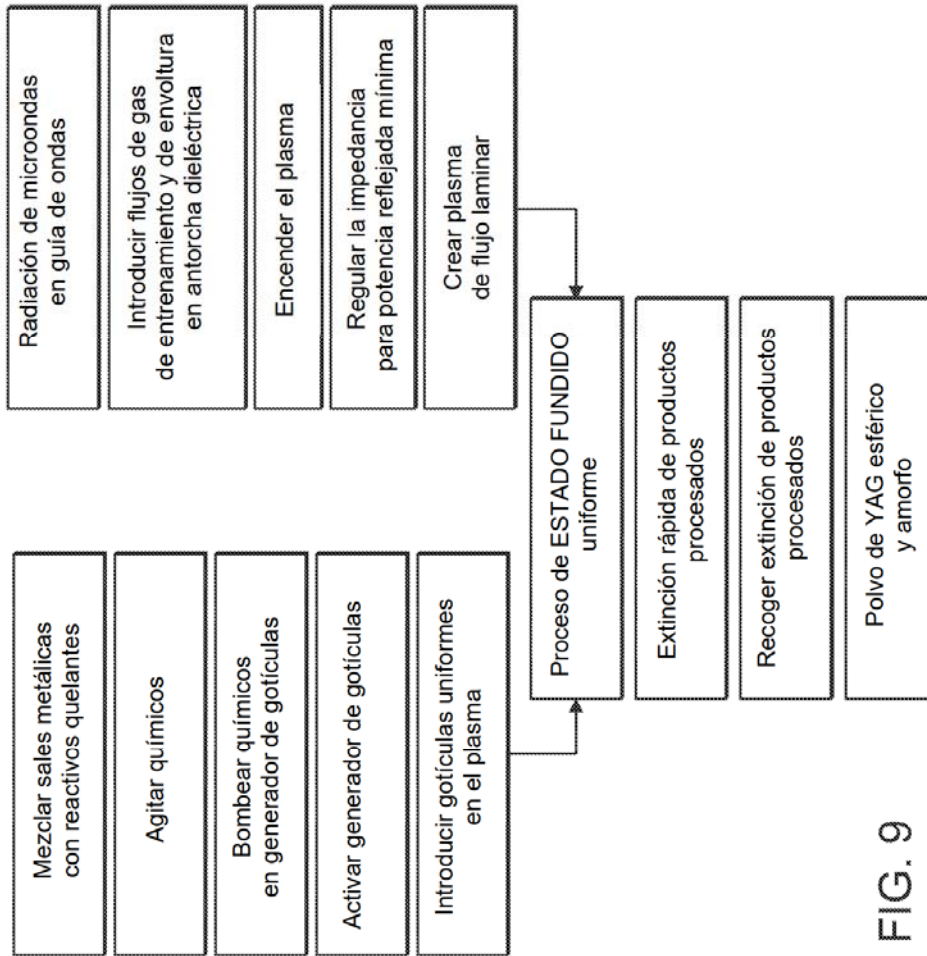 Mezclar sales metálicas
con reactivos quelantes
Agitar químicos
Bombear químicos
en generador de gotículas
Activar generador de gotículas
Introducir gotículas uniformes
en el plasma
Radiación de microondas
en guía de ondas
Introducir flujos de gas
de entrenamiento y de envoltura
en antorcha dieléctrica
Encender el plasma
Regular la impedancia
para potencia reflejada mínima
Crear plasma
de flujo laminar
Proceso de ESTADO FUNDIDO
uniforme
Extinción rápida de productos
procesados
Recoger extinción de productos
procesados
Polvo de YAG esférico
y amorfo
FIG. 9